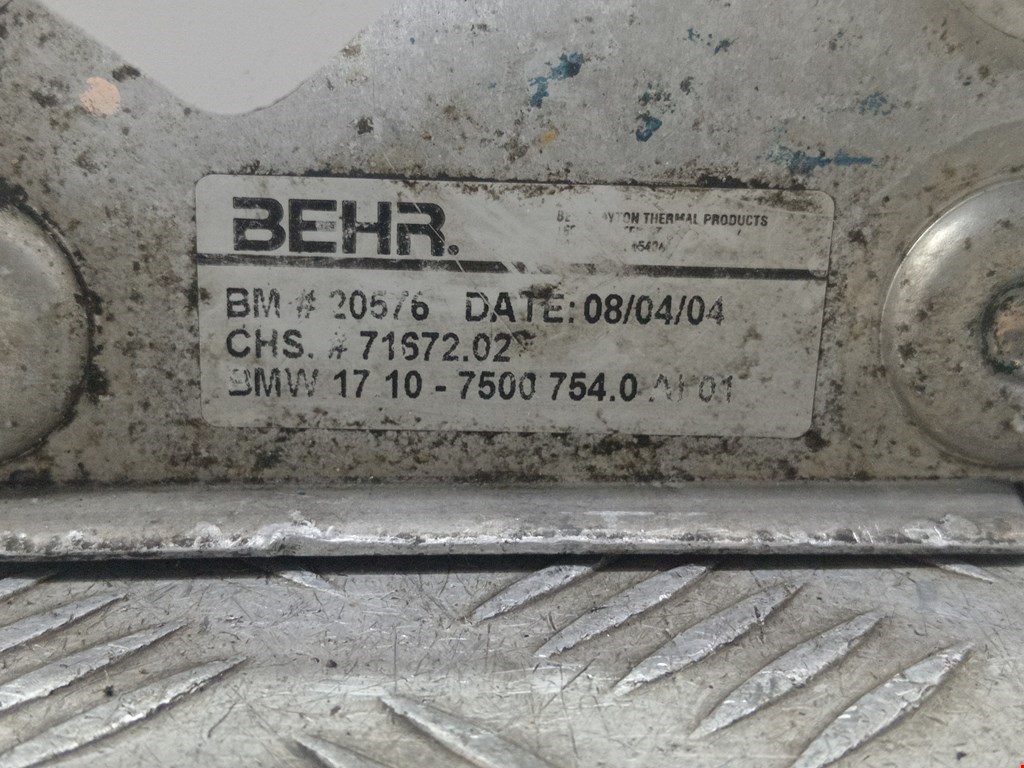 BEHR.
THERMAL PRODUCTS
BM # 20576 DATE: 08/04/04
CHS. # 71672.02
BMW 17 10 - 7500 754.0